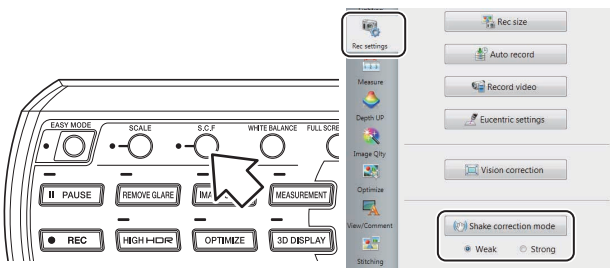 EASY MODE
SCALE
S.C.F
WHITE BALANCE
FULL
PAUSE
REMOVE GLARE
MEASUREMENT
REC
HIGH HDR
OPTIMIZE
3D DISPLAY
Rec settings
Measure
Depth UP
Image Qlty
Optimize
View/Comment
Stitching
Rec size
Auto record
Record video
Eucentric settings
Vision correction
Shake correction mode
Weak
Strong